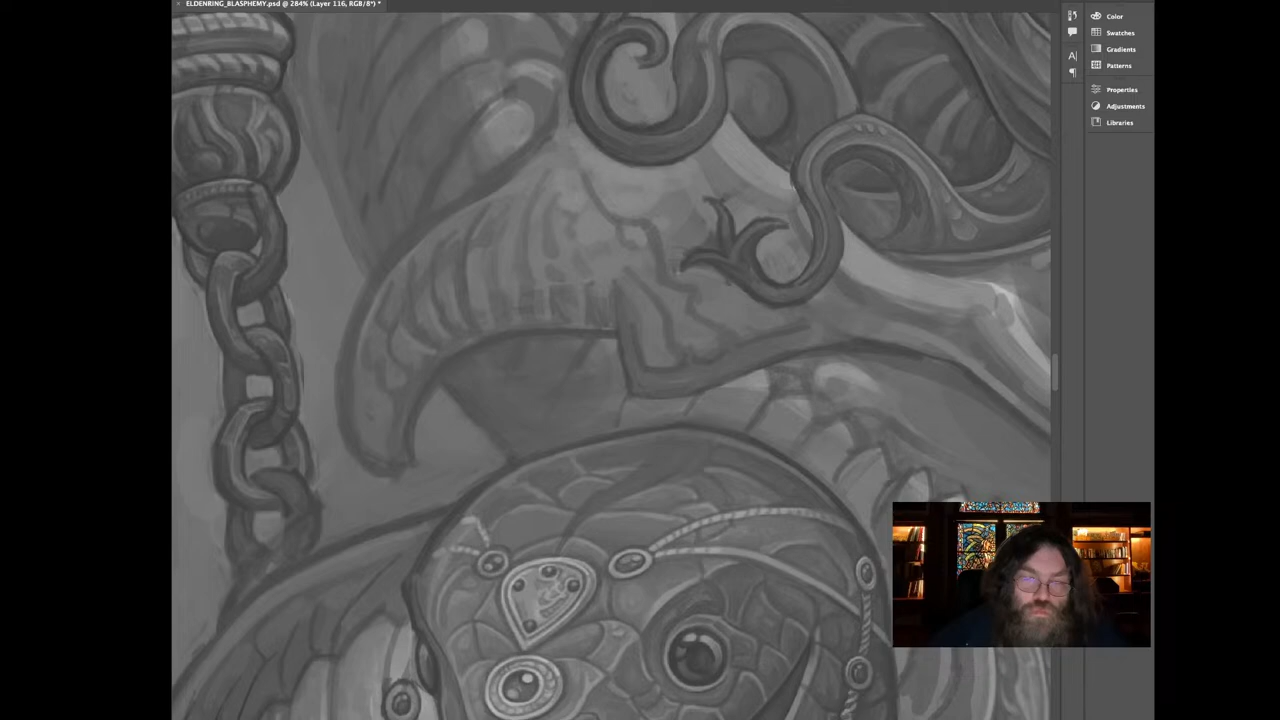 × ELDENRING_BLASPHEMY.psd @ 284% (Layer 116, RGB/8*) *
Color
Swatches
Gradients
Patterns
Properties
Adjustments
Libraries